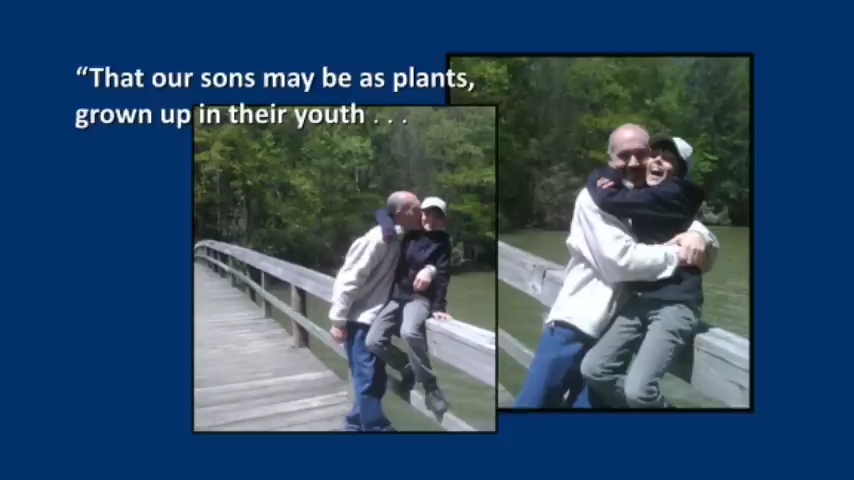 “That our sons may be as plants,
grown up in their youth . . .